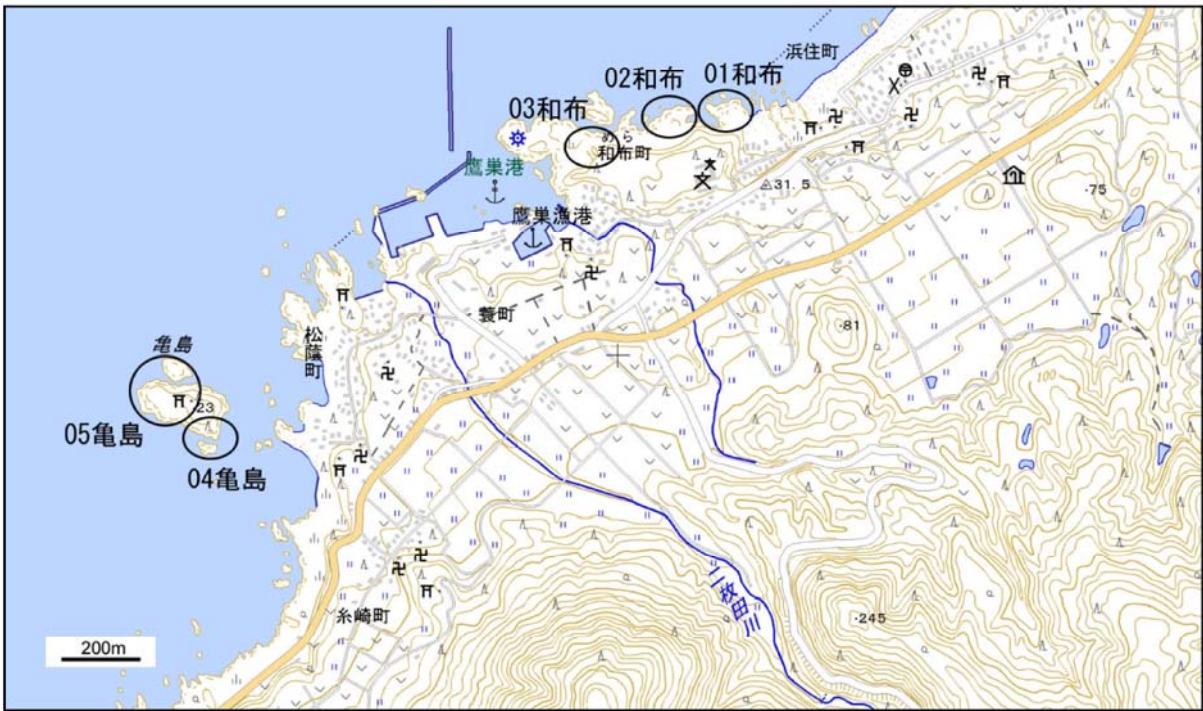 浜住町
01和布
02和布
03和布
めら
和布町
鷹巣港
31.5
75
鷹巣漁港
蓑町
81
松蔭町
亀島
23
05亀島
04亀島
100
二枚田川
245
糸崎町
200m